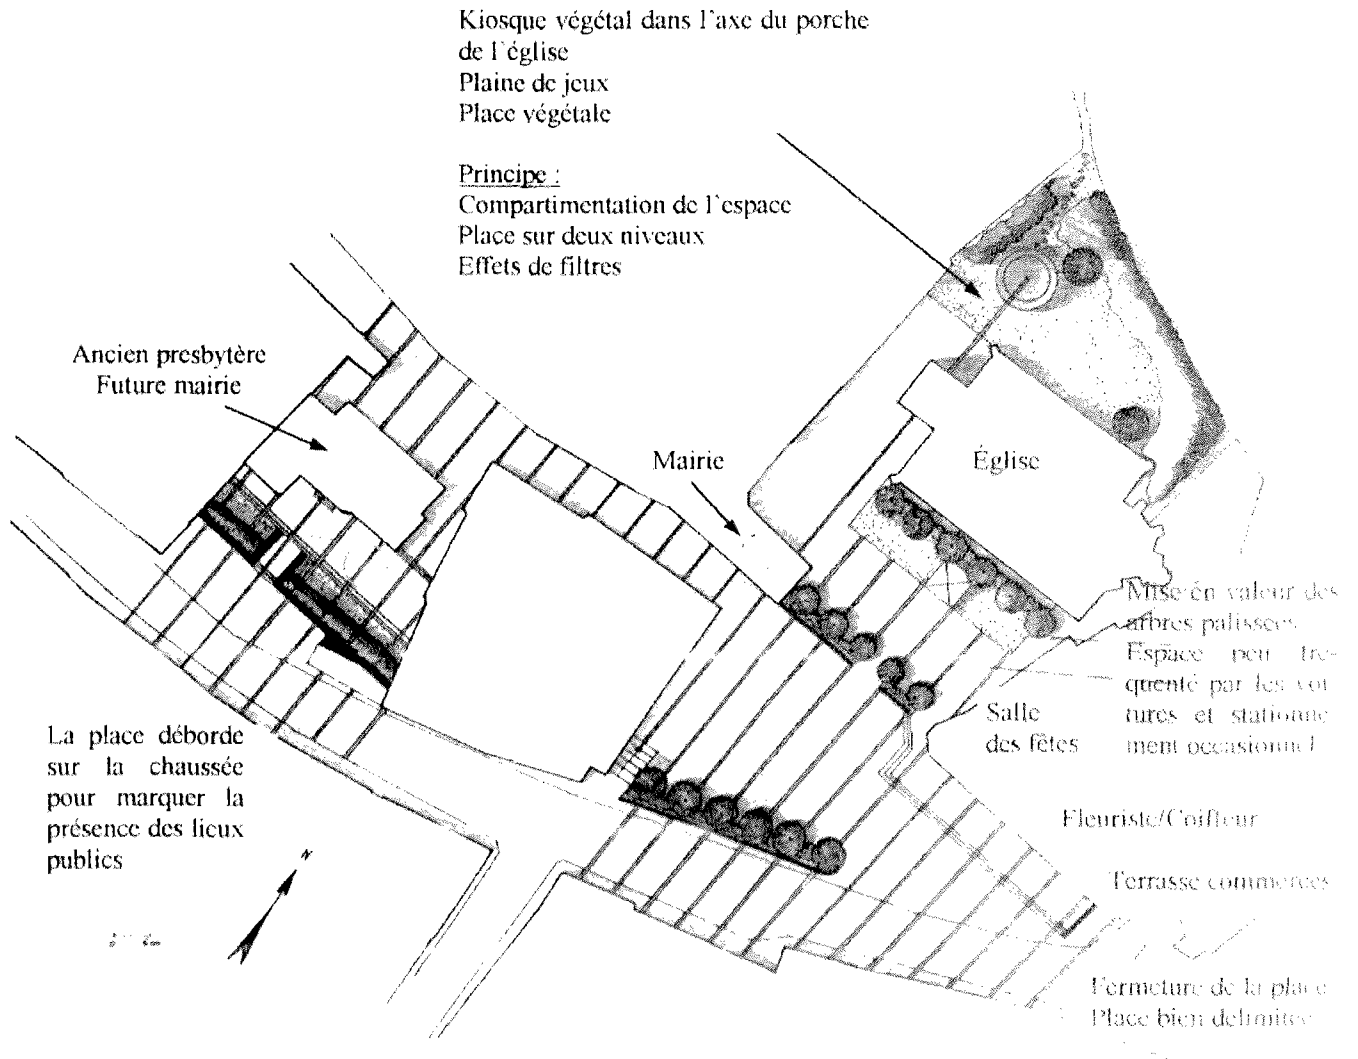 Kiosque végétal dans l'axe du porche
de l'église
Plaine de jeux
Place végétale
Principe :
Compartimentation de l'espace
Place sur deux niveaux
Effets de filtres
Ancien presbytère
Future mairie
Mairie
Église
Mise en valeur des
arbres palissées
Espace peu fre-
quenté par les voi
tures et stationne
ment occasionnel
Salle
des fêtes
La place déborde
sur la chaussée
pour marquer la
présence des lieux
publics
N
Fleuriste/Coiffeur
Terrasse commerces
Fermeture de la place
Place bien delimitée